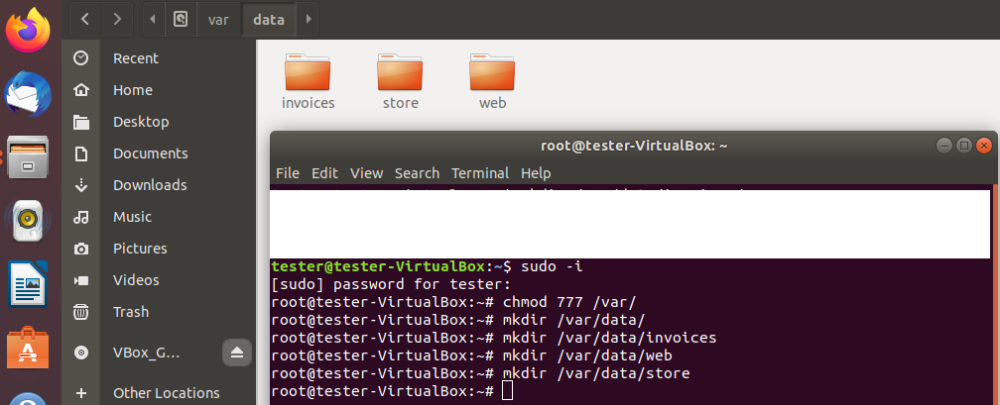 var
data
Recent
Home
Desktop
Documents
Downloads
Music
Pictures
Videos
Trash
VBox_G...
Other Locations
invoices
store
web
root@tester-VirtualBox: ~
File Edit View Search Terminal Help
tester@tester-VirtualBox:~$ sudo -i
[sudo] password for tester:
root@tester-VirtualBox:~# chmod 777 /var/
root@tester-VirtualBox:~# mkdir /var/data/
root@tester-VirtualBox:~# mkdir /var/data/invoices
root@tester-VirtualBox:~# mkdir /var/data/web
root@tester-VirtualBox:~# mkdir /var/data/store
root@tester-VirtualBox:~#